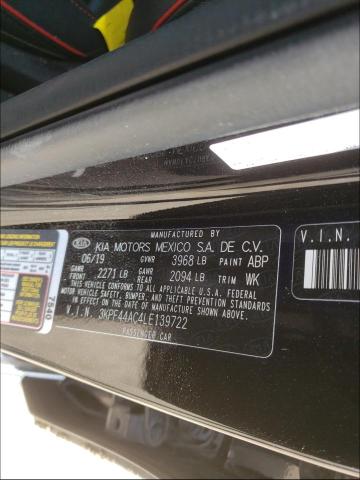 MANUFACTURED BY
KIA KIA MOTORS MEXICO S.A. DE C.V.
06/19 GVWR 3968 LB PAINT ABP
GAWR FRONT 2271 LB GAWR REAR 2094 LB TRIM WK
THIS VEHICLE CONFORMS TO ALL APPLICABLE U.S.A. FEDERAL
MOTOR VEHICLE SAFETY, BUMPER, AND THEFT PREVENTION
STANDARDS IN EFFECT ON THE DATE OF MANUFACTURE
SHOWN ABOVE.
V.I.N. 3KPF44AC4LE139722
PASSENGER CAR
V.I.N.
7840